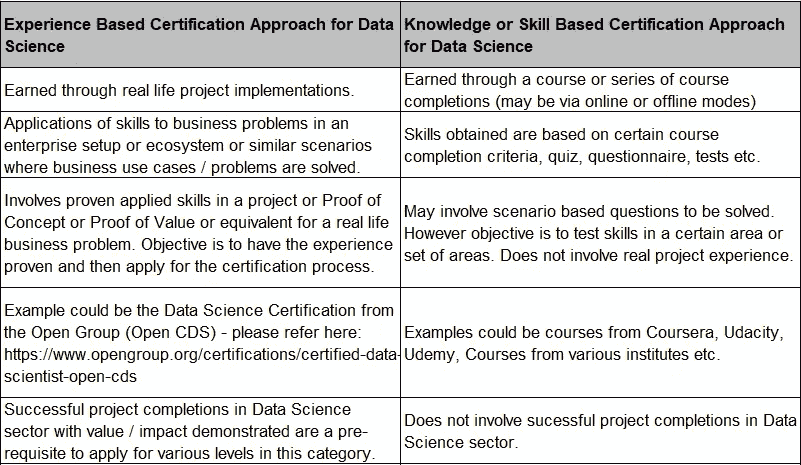 Experience Based Certification Approach for Data
Science
Knowledge or Skill Based Certification Approach
for Data Science
Earned through real life project implementations.
Earned through a course or series of course
completions (may be via online or offline modes)
Applications of skills to business problems in an
enterprise setup or ecosystem or similar scenarios
where business use cases / problems are solved.
Skills obtained are based on certain course
completion criteria, quiz, questionnaire, tests etc.
Involves proven applied skills in a project or Proof of
Concept or Proof of Value or equivalent for a real life
business problem. Objective is to have the experience
proven and then apply for the certification process.
May involve scenario based questions to be solved.
However objective is to test skills in a certain area or
set of areas. Does not involve real project experience.
Example could be the Data Science Certification from
the Open Group (Open CDS) - please refer here:
https://www.opengroup.org/certifications/certified-data-
scientist-open-cds
Examples could be courses from Coursera, Udacity,
Udemy, Courses from various institutes etc.
Successful project completions in Data Science
sector with value / impact demonstrated are a pre-
requisite to apply for various levels in this category.
Does not involve sucessful project completions in Data
Science sector.